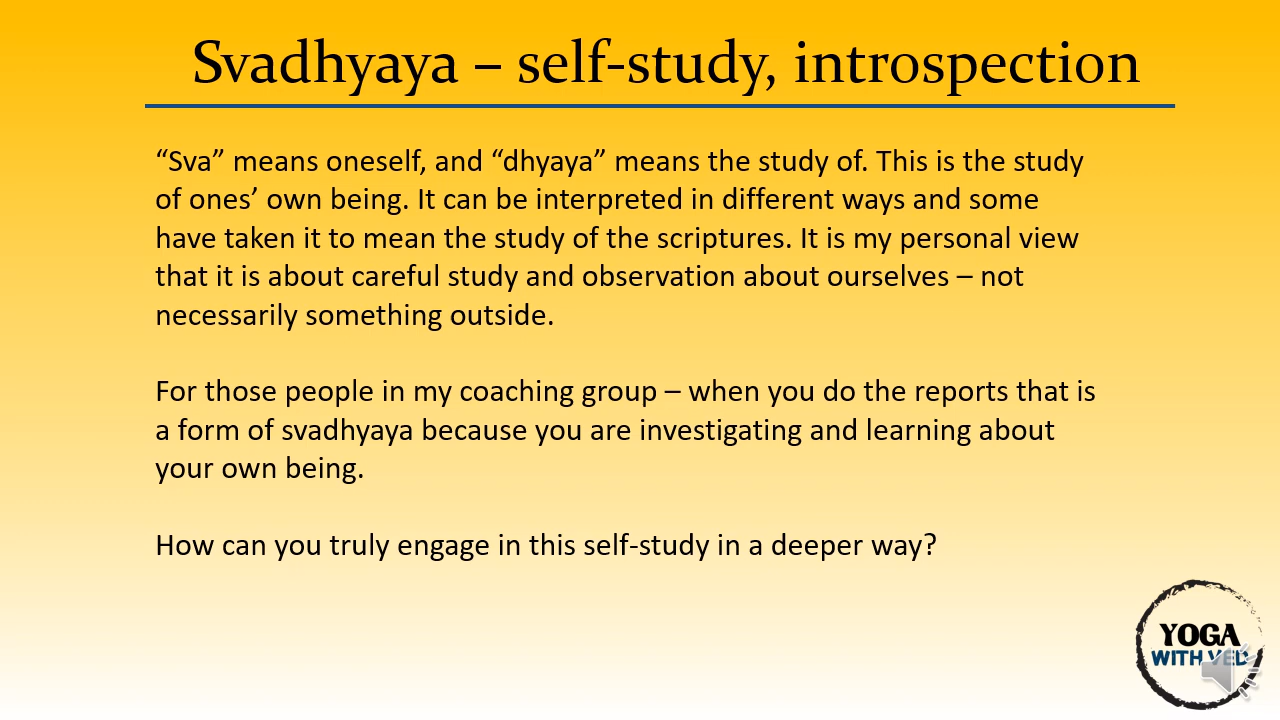 Svadhyaya – self-study, introspection
“Sva” means oneself, and “dhyaya” means the study of. This is the study
of ones’ own being. It can be interpreted in different ways and some
have taken it to mean the study of the scriptures. It is my personal view
that it is about careful study and observation about ourselves – not
necessarily something outside.
For those people in my coaching group – when you do the reports that is
a form of svadhyaya because you are investigating and learning about
your own being.
How can you truly engage in this self-study in a deeper way?
YOGA
WITH VED